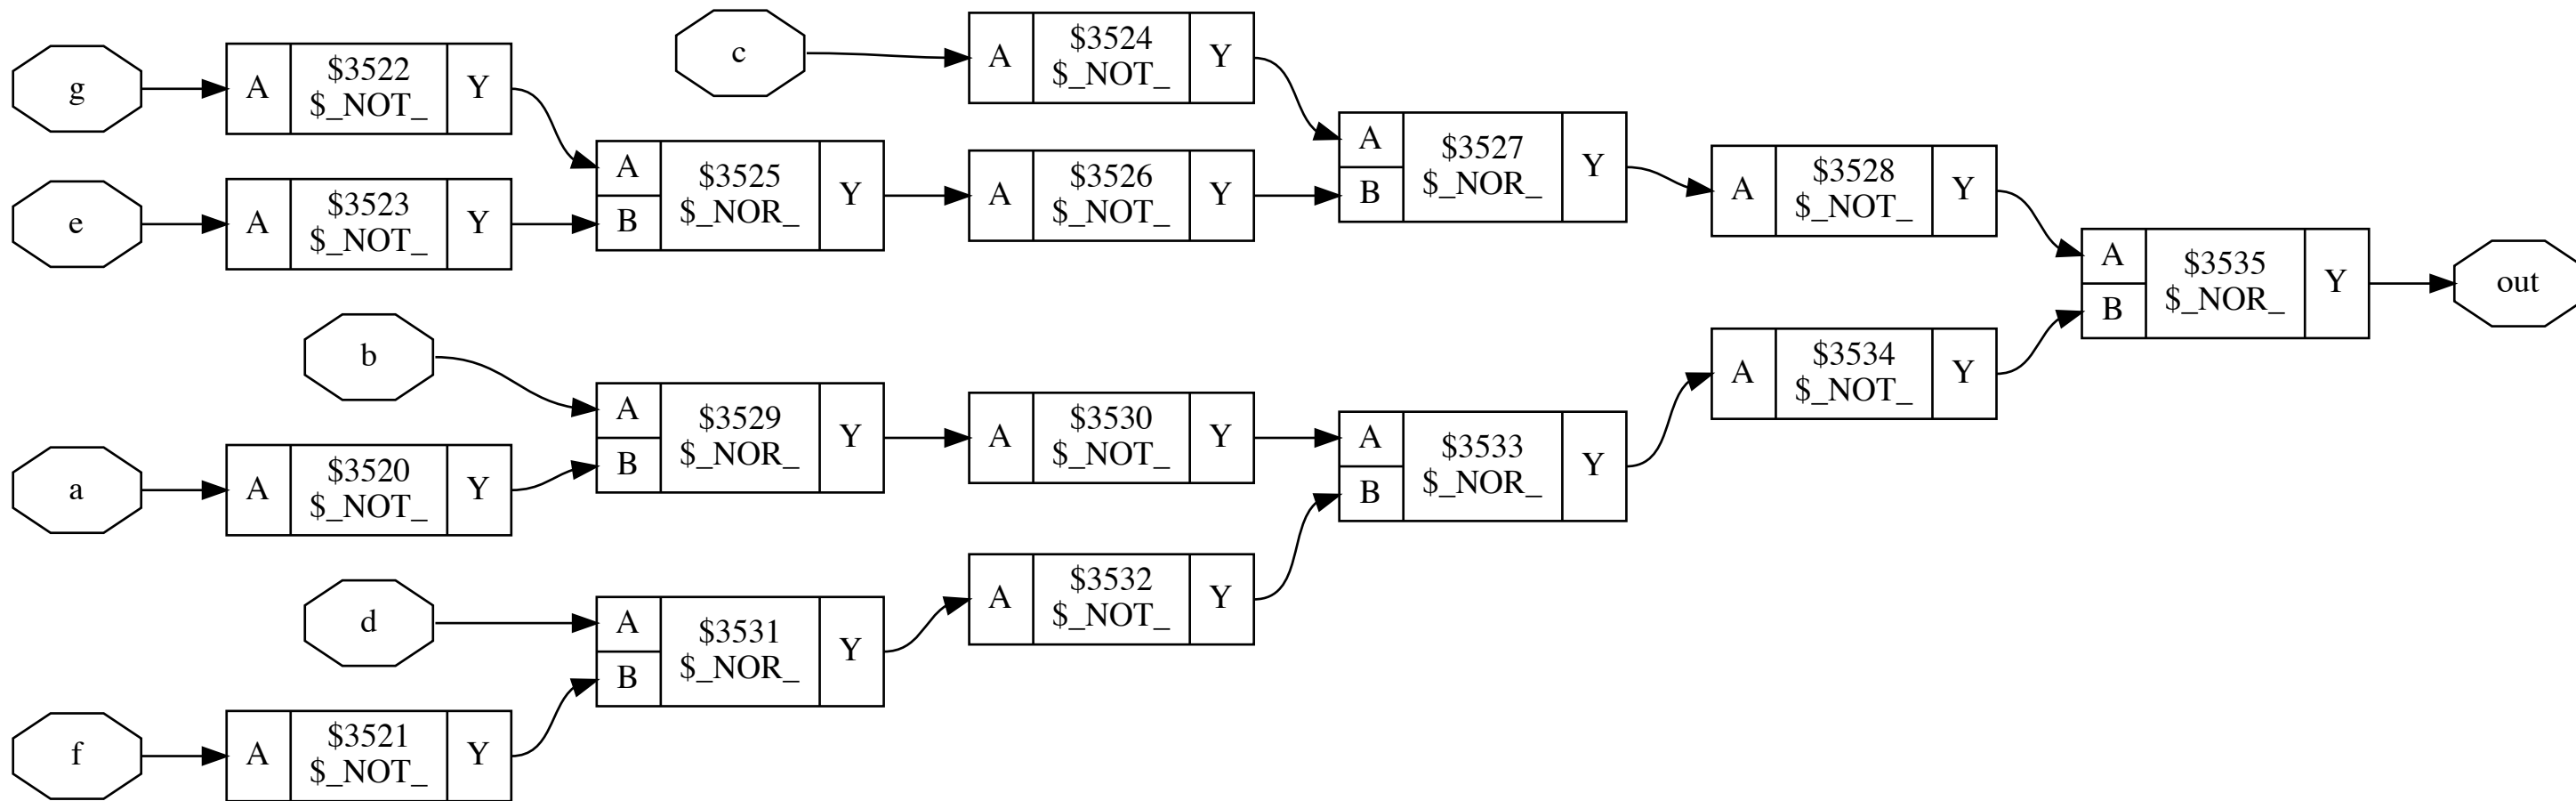 g
A
$3522
$_NOT_
Y
c
A
$3524
$_NOT_
Y
e
A
$3523
$_NOT_
Y
A
B
$3525
$_NOR_
Y
A
$3526
$_NOT_
Y
A
B
$3527
$_NOR_
Y
A
$3528
$_NOT_
Y
b
a
A
$3520
$_NOT_
Y
A
B
$3529
$_NOR_
Y
A
$3530
$_NOT_
Y
d
f
A
$3521
$_NOT_
Y
A
B
$3531
$_NOR_
Y
A
$3532
$_NOT_
Y
A
B
$3533
$_NOR_
Y
A
$3534
$_NOT_
Y
A
B
$3535
$_NOR_
Y
out